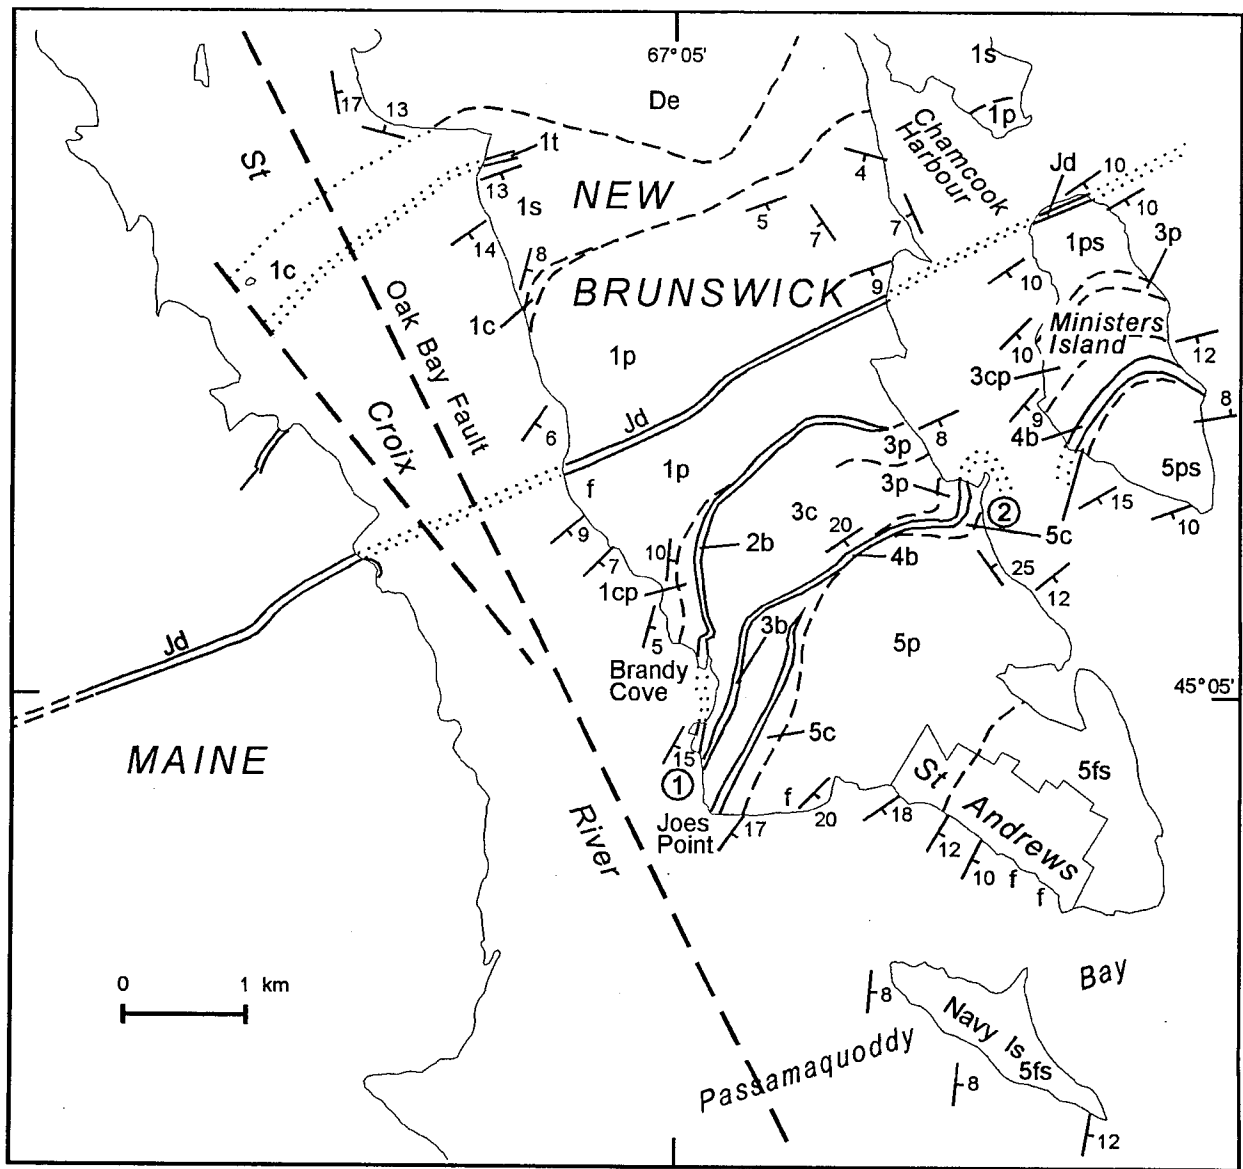 67° 05'
1s
De
1p
17
13
St
Chamcook
Harbour
1t
Jd
10
4
13
NEW
1s
5
7
7
10
14
1ps
3p
8
1c
10
Oak Bay Fault
BRUNSWICK
9
1c
1p
Ministers
Island
10
12
3cp
Croix
Jd
6
8
9
8
4b
3p
1p
5ps
f
3p
3c
2
15
10
5c
9
20
2b
4b
10
7
25
12
1cp
Jd
3b
5
5p
Brandy
Cove
45° 05'
5c
MAINE
15
1
St Andrews
5fs
f
River
Joes
Point
17
20
18
12
10
f
f
0 1 km
Bay
8
Navy Is
5fs
Passamaquoddy
8
12